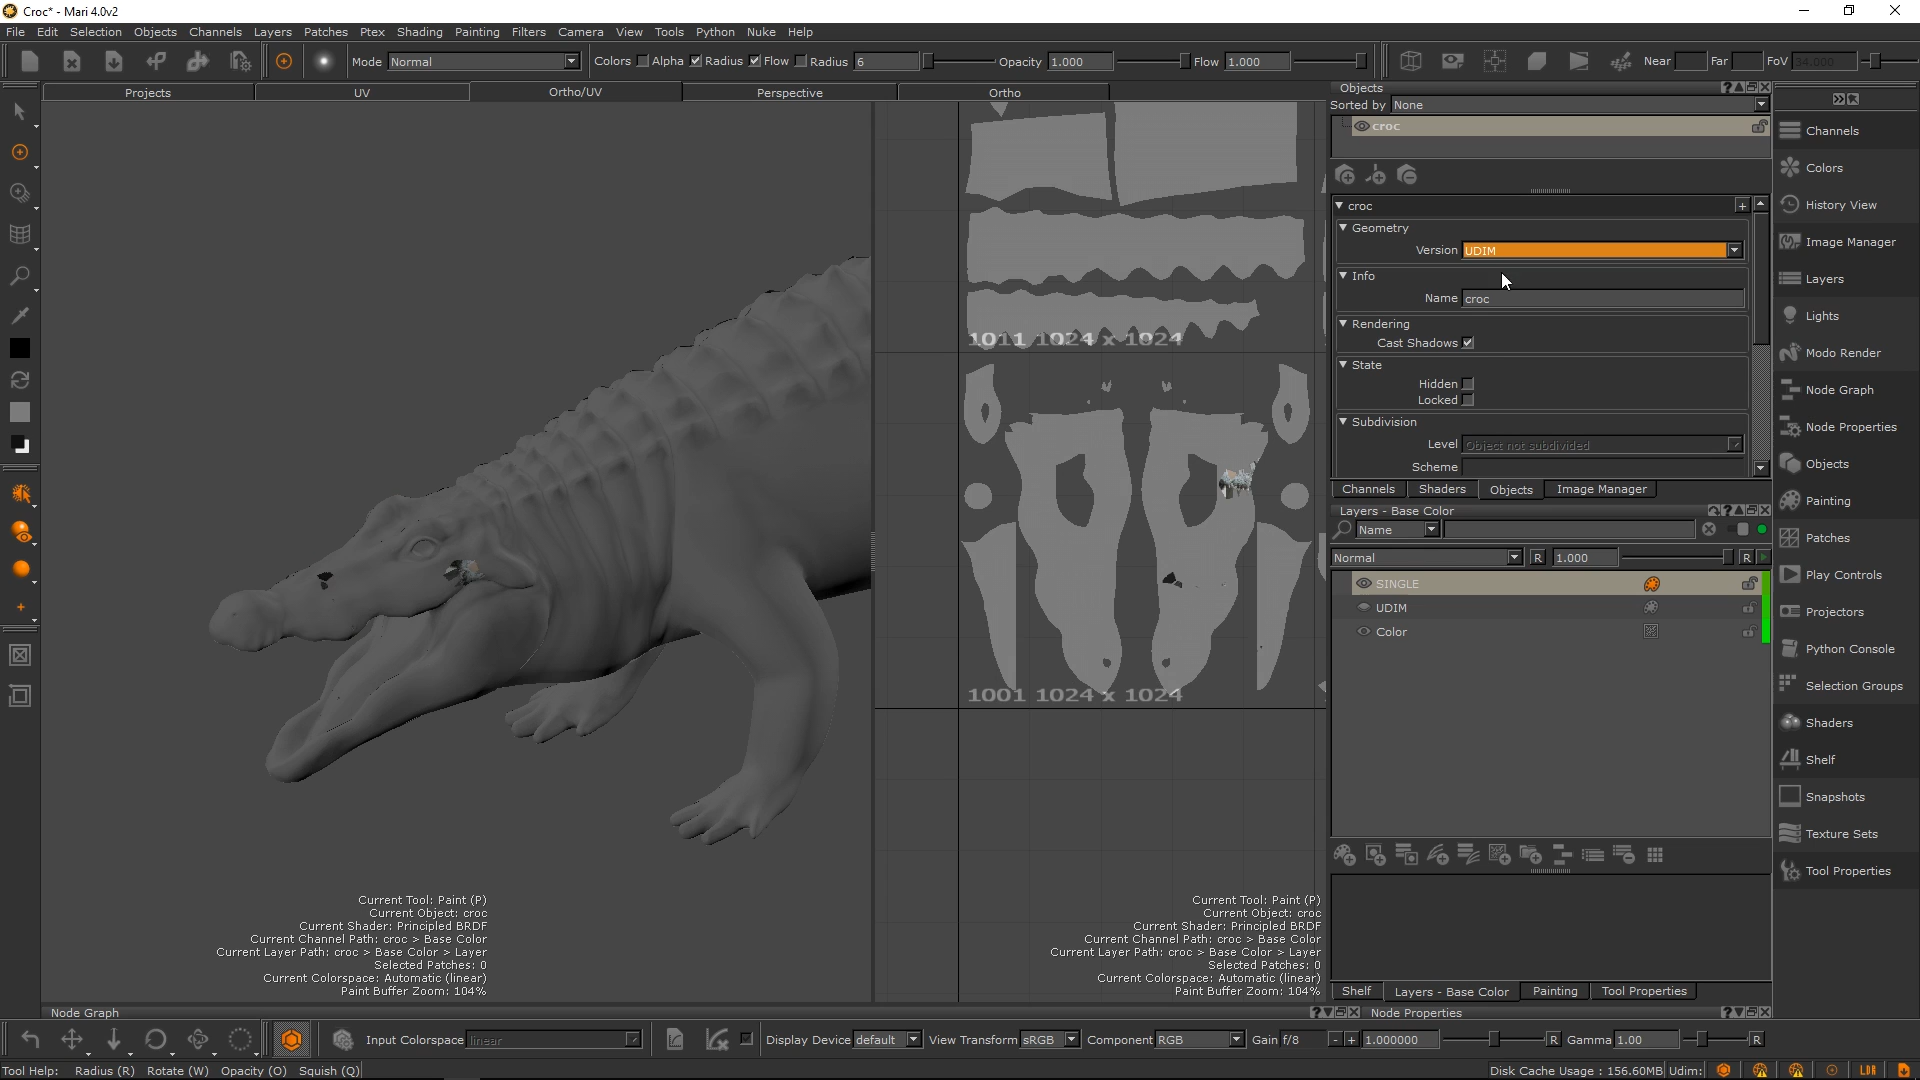 Croc* - Mari 4.0v2
File Edit Selection Objects Channels Layers Patches Ptex Shading Painting Filters Camera View Tools Python Nuke Help
Mode Normal Colors Alpha Radius Flow Radius 6 Opacity 1.000 Flow 1.000 Near Far FoV 34.000
Projects UV Ortho/UV Perspective Ortho
Objects
Sorted by None
croc
croc
Geometry
Version UDIM
Info
Name croc
Rendering
Cast Shadows
State
Hidden
Locked
Subdivision
Level Object not subdivided
Scheme
Channels Shaders Objects Image Manager
Layers - Base Color
Name
Normal R 1.000 R
SINGLE
UDIM
Color
Shelf Layers - Base Color Painting Tool Properties
Channels
Colors
History View
Image Manager
Layers
Lights
Modo Render
Node Graph
Node Properties
Objects
Painting
Patches
Play Controls
Projectors
Python Console
Selection Groups
Shaders
Shelf
Snapshots
Texture Sets
Tool Properties
1011 1024 x 1024
1001 1024 x 1024
Current Tool: Paint (P)
Current Object: croc
Current Shader: Principled BRDF
Current Channel Path: croc > Base Color
Current Layer Path: croc > Base Color > Layer
Selected Patches: 0
Current Colorspace: Automatic (linear)
Paint Buffer Zoom: 104%
Current Tool: Paint (P)
Current Object: croc
Current Shader: Principled BRDF
Current Channel Path: croc > Base Color
Current Layer Path: croc > Base Color > Layer
Selected Patches: 0
Current Colorspace: Automatic (linear)
Paint Buffer Zoom: 104%
Node Graph Node Properties
Input Colorspace linear Display Device default View Transform sRGB Component RGB Gain f/8 - + 1.000000 R Gamma 1.00 R
Tool Help: Radius (R) Rotate (W) Opacity (O) Squish (Q) Disk Cache Usage : 156.60MB Udim: LDR